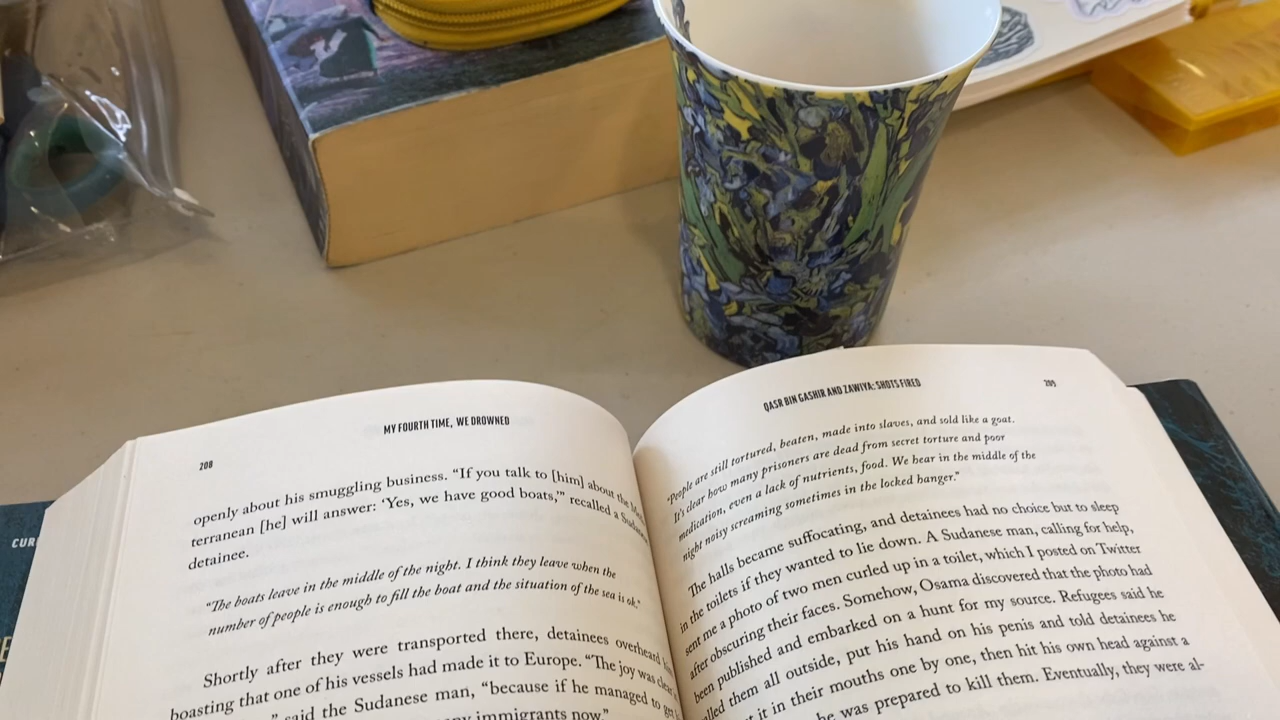 208
MY FOURTH TIME, WE DROWNED
openly about his smuggling business. “If you talk to [him] about the
terranean [he] will answer: ‘Yes, we have good boats,’” recalled a
detainee.
“The boats leave in the middle of the night. I think they leave when the
number of people is enough to fill the boat and the situation of the sea is ok.”
Shortly after they were transported there, detainees overheard
boasting that one of his vessels had made it to Europe. “The joy was
said the Sudanese man, “because if he managed to
immigrants now.”
QASR BIN GASHIR AND ZAWIYA: SHOTS FIRED
209
“People are still tortured, beaten, made into slaves, and sold like a goat.
It’s clear how many prisoners are dead from secret torture and poor
medication, even a lack of nutrients, food. We hear in the middle of the
night noisy screaming sometimes in the locked hanger.”
The halls became suffocating, and detainees had no choice but to sleep
in the toilets if they wanted to lie down. A Sudanese man, calling for help,
sent me a photo of two men curled up in a toilet, which I posted on Twitter
after obscuring their faces. Somehow, Osama discovered that the photo had
been published and embarked on a hunt for my source. Refugees said he
called them all outside, put his hand on his penis and told detainees he
it in their mouths one by one, then hit his own head against a
he was prepared to kill them. Eventually, they were al-